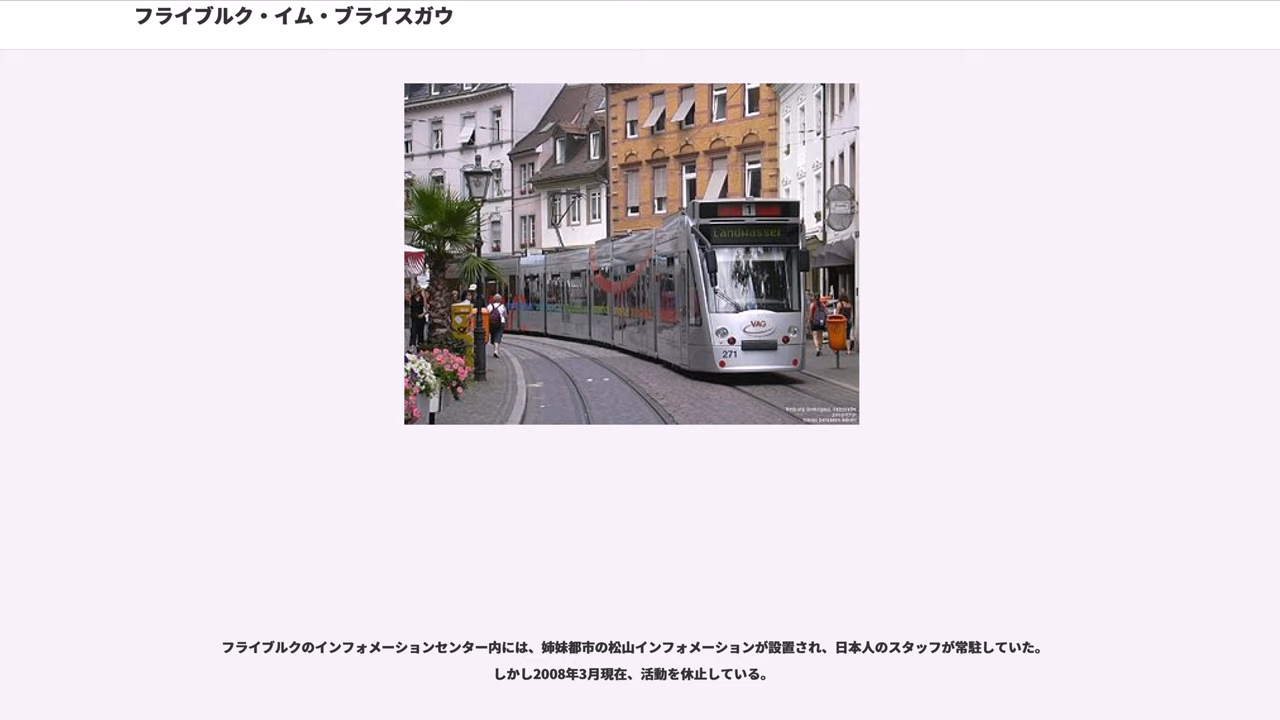 フライブルク・イム・ブライスガウ
1
Landwasser
VAG
271
フライブルクのインフォメーションセンター内には、姉妹都市の松山インフォメーションが設置され、日本人のスタッフが常駐していた。
しかし2008年3月現在、活動を休止している。